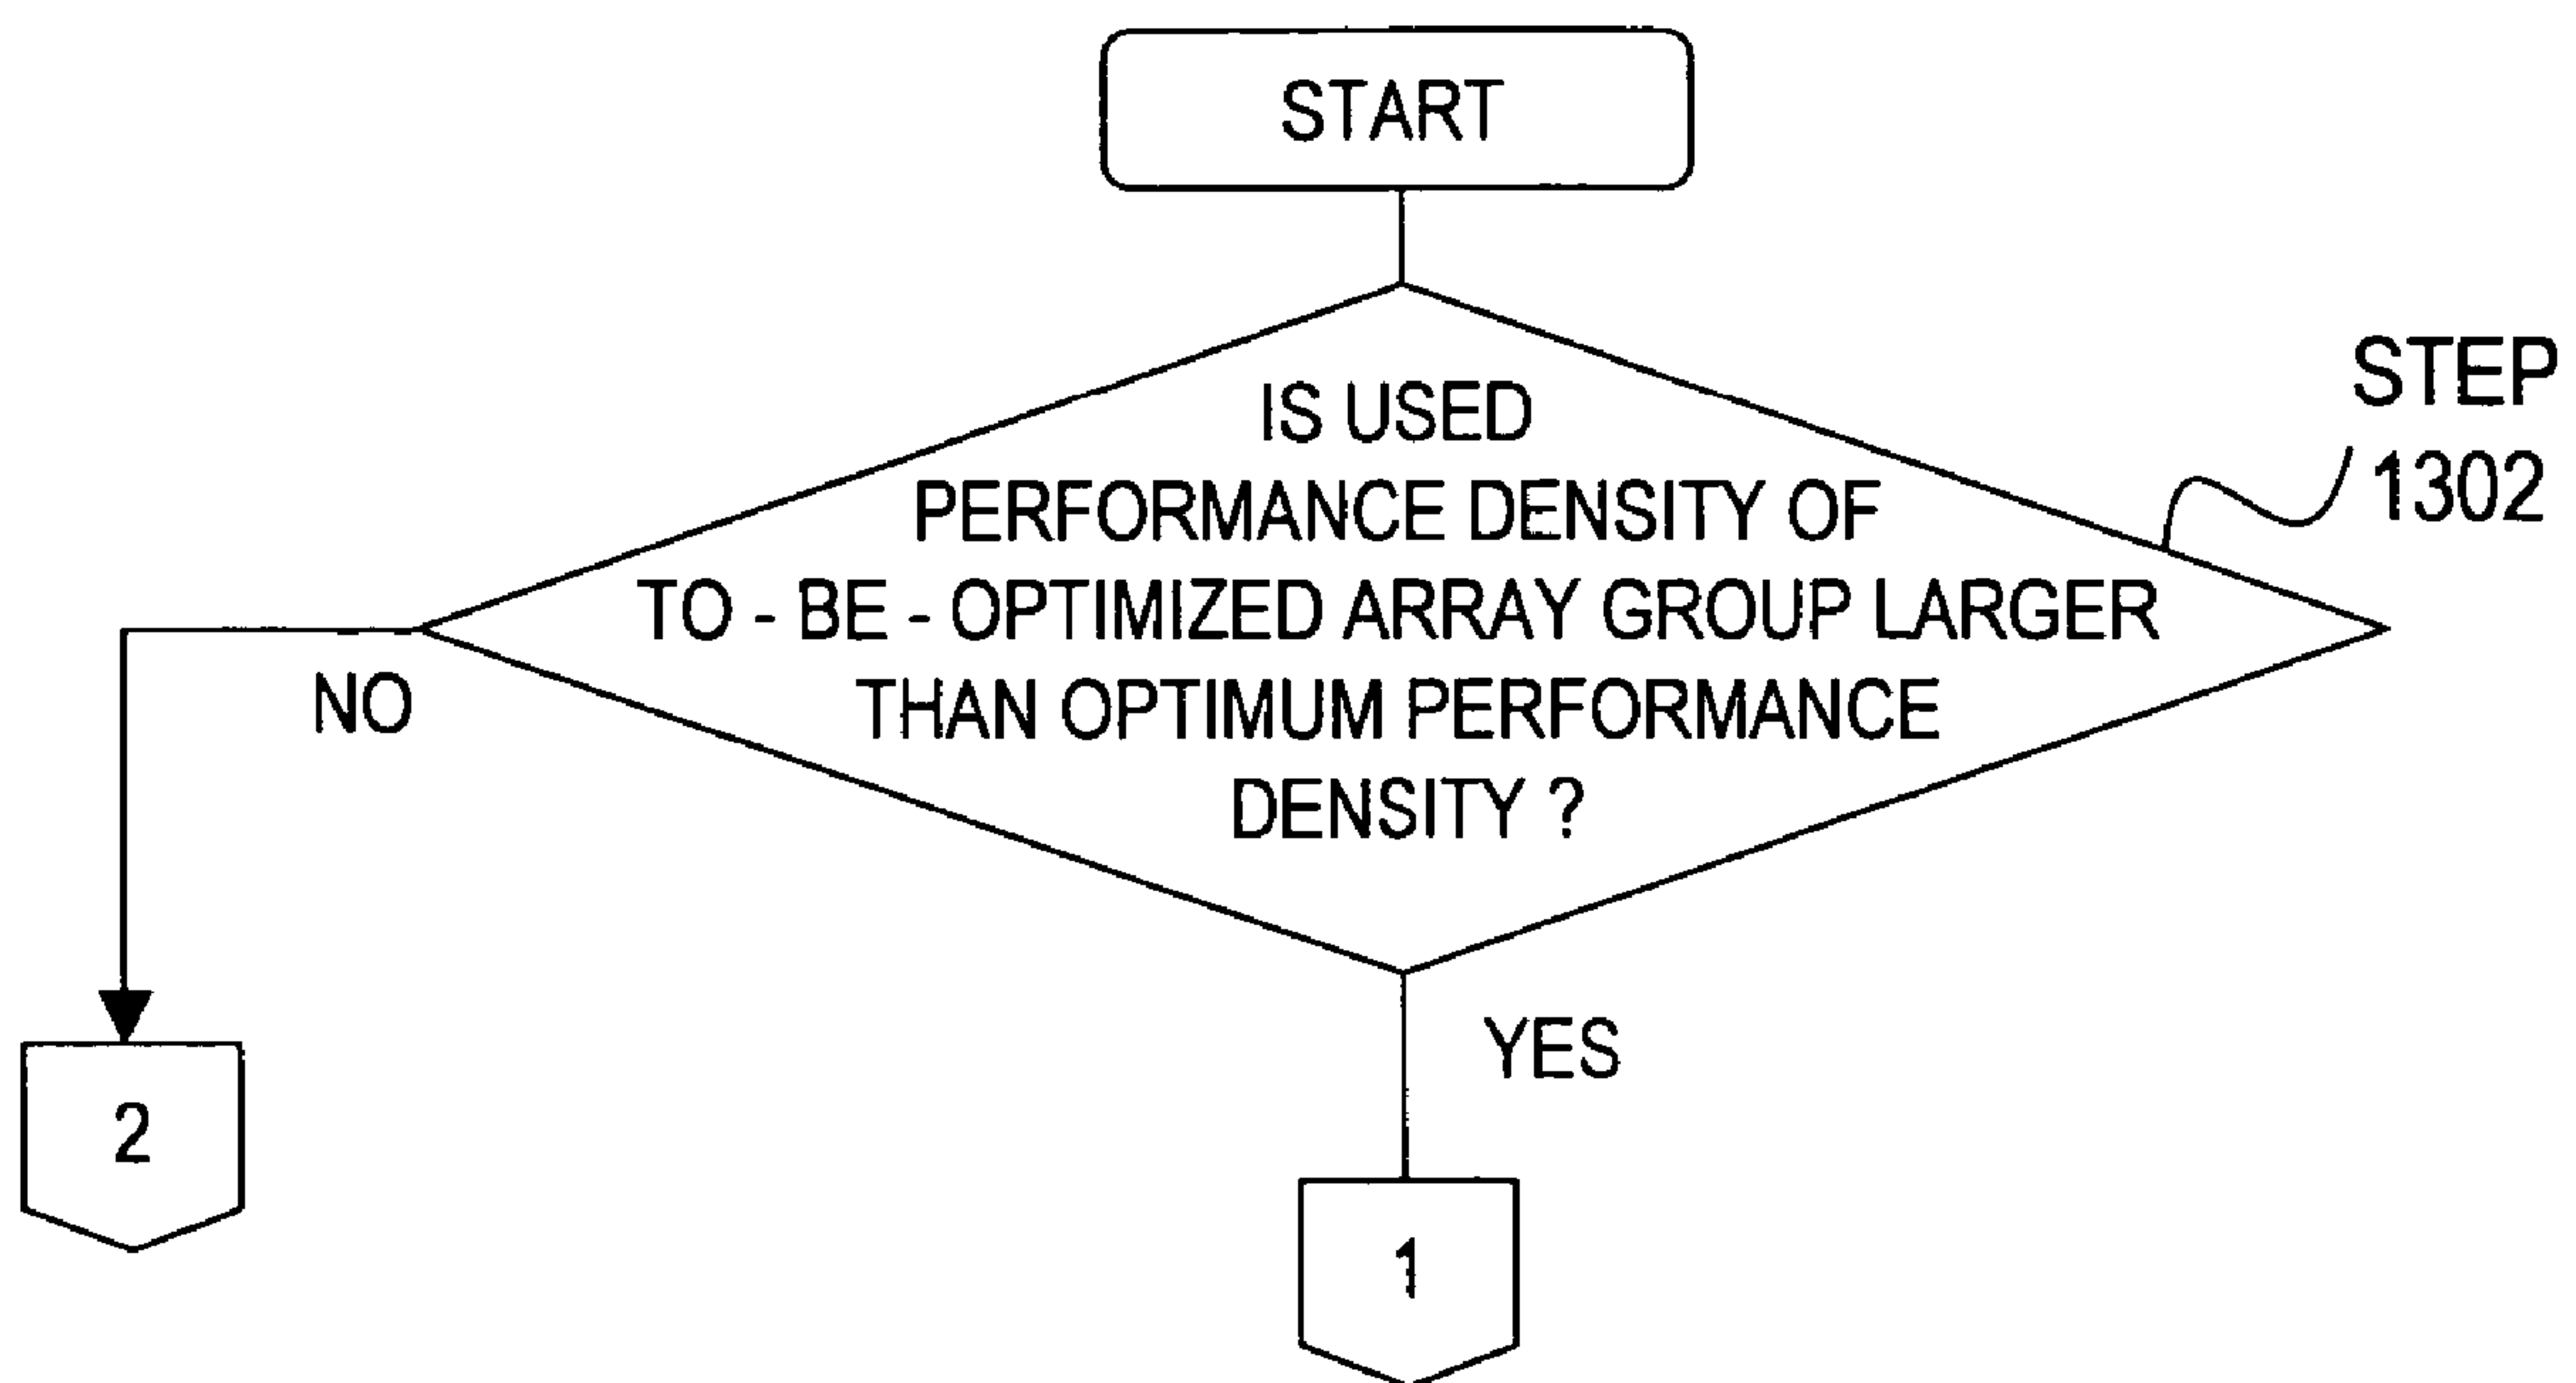 START
IS USED
PERFORMANCE DENSITY OF
TO - BE - OPTIMIZED ARRAY GROUP LARGER
THAN OPTIMUM PERFORMANCE
DENSITY ?
STEP
1302
NO
YES
2
1